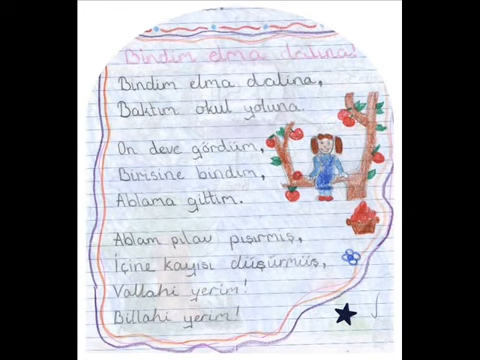 Bindim elma dalına!
Bindim elma dalina,
Baktım okul yoluna.
On deve gördüm,
Birisine bindim,
Ablama gittim.
Ablam pilav pişirmiş,
İçine kayısı düşürmüş,
Vallahi yerim!
Billahi yerim!